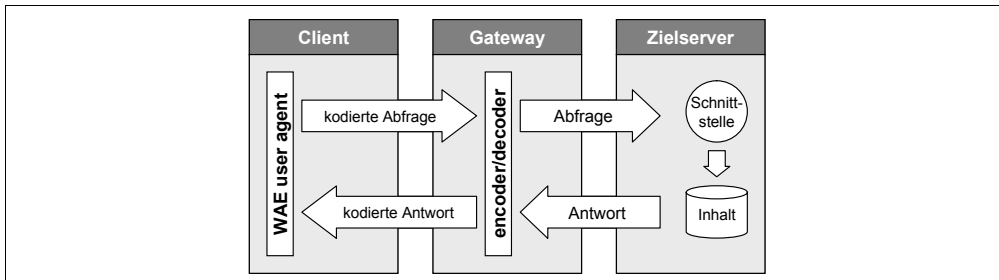 Client
Gateway
Zielserver
WAE user agent
kodierte Abfrage
encoder/decoder
Abfrage
Schnitt-
stelle
kodierte Antwort
Antwort
Inhalt